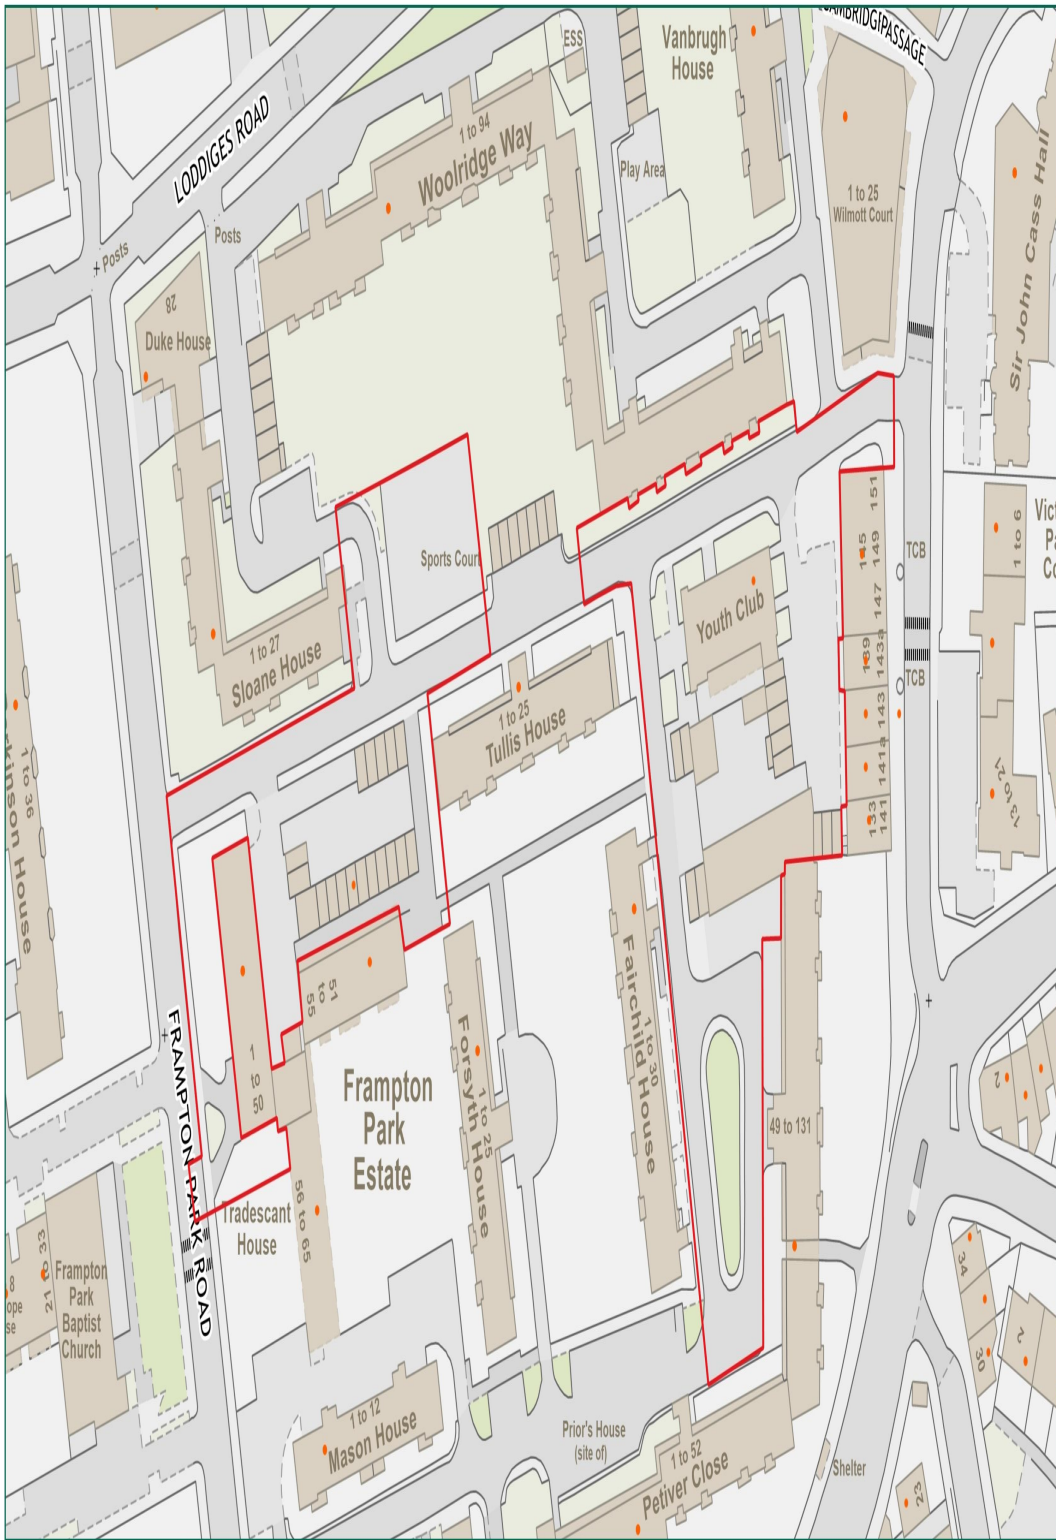 CAMBRIDGE PASSAGE
ESS
Vanbrugh
House
LODDIGES ROAD
1 to 94
Woolridge Way
Play Area
1 to 25
Wilmott Court
Sir John Cass Hall
Posts
Posts
28
Duke House
151
145
149
147
TCB
1 to 6
Sports Court
Youth Club
139
143a
TCB
143
141a
133
141
13 to 21
1 to 27
Sloane House
1 to 25
Tullis House
1 to 36
51
to
55
1
to
50
Frampton
Park
Estate
Forsyth House
1 to 25
Fairchild House
1 to 30
49 to 131
FRAMPTON PARK ROAD
Tradescant
House
56 to 65
21 to 33
Frampton
Park
Baptist
Church
8
ope
se
2
34
30
2
1 to 12
Mason House
Prior's House
(site of)
1 to 52
Petiver Close
Shelter
23